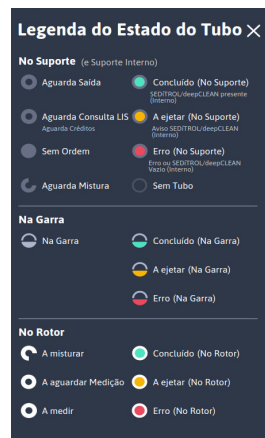 Legenda do Estado do Tubo
No Suporte (e Suporte Interno)
Aguarda Saída
Concluído (No Suporte)
SEDiTROL/deepCLEAN presente
(Interno)
Aguarda Consulta LIS
Aguarda Créditos
A ejetar (No Suporte)
Aviso SEDiTROL/deepCLEAN
(Interno)
Sem Ordem
Erro (No Suporte)
Erro ou SEDiTROL/deepCLEAN
Vazio (Interno)
Aguarda Mistura
Sem Tubo
Na Garra
Na Garra
Concluído (Na Garra)
A ejetar (Na Garra)
Erro (Na Garra)
No Rotor
A misturar
Concluído (No Rotor)
A aguardar Medição
A ejetar (No Rotor)
A medir
Erro (No Rotor)